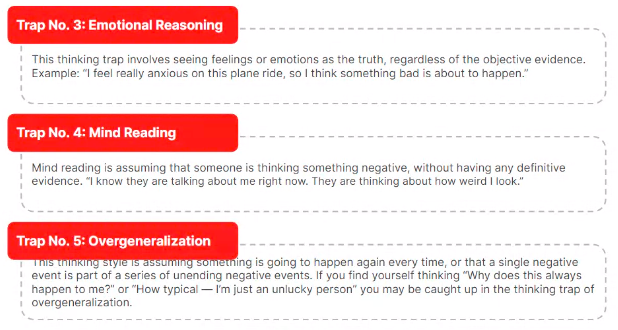 Trap No. 3: Emotional Reasoning
This thinking trap involves seeing feelings or emotions as the truth, regardless of the objective evidence.
Example: “I feel really anxious on this plane ride, so I think something bad is about to happen.”
Trap No. 4: Mind Reading
Mind reading is assuming that someone is thinking something negative, without having any definitive
evidence. “I know they are talking about me right now. They are thinking about how weird I look.”
Trap No. 5: Overgeneralization
This thinking style is assuming something is going to happen again every time, or that a single negative
event is part of a series of unending negative events. If you find yourself thinking “Why does this always
happen to me?” or “How typical — I’m just an unlucky person” you may be caught up in the thinking trap of
overgeneralization.